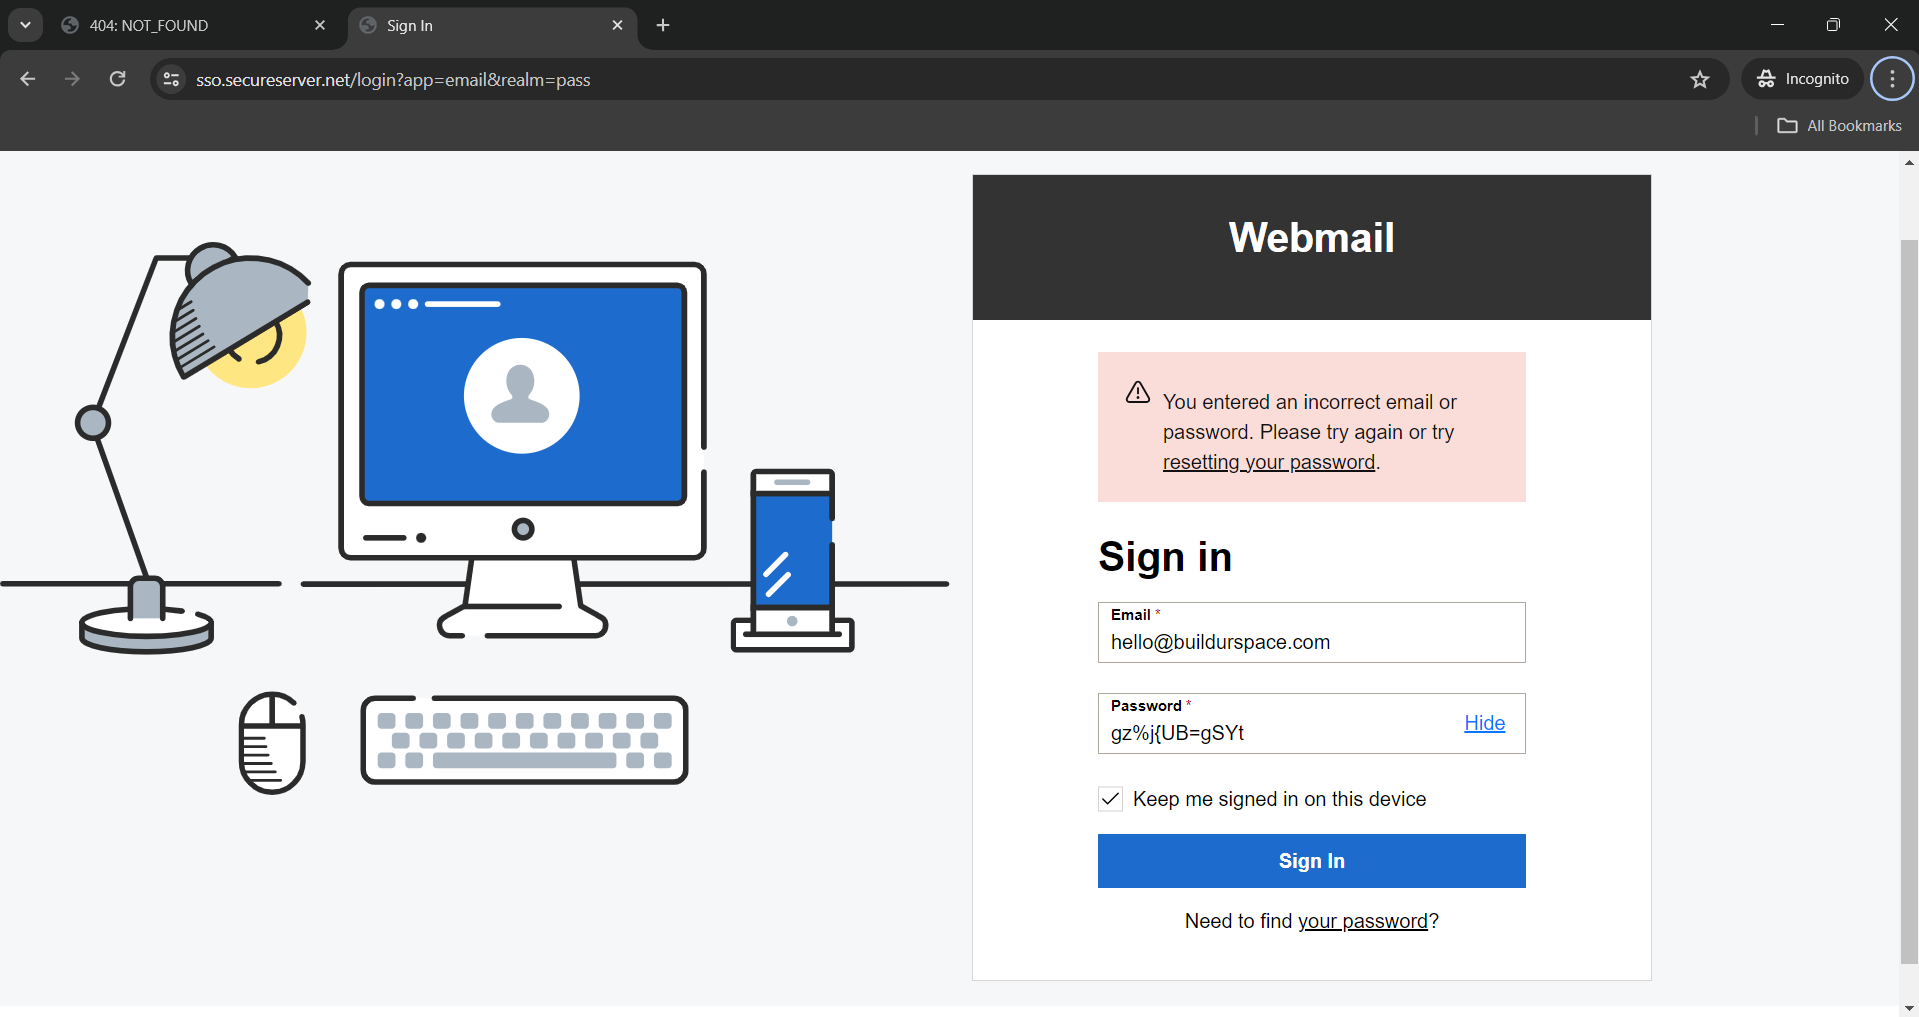 404: NOT_FOUND
Sign In
sso.secureserver.net/login?app=email&realm=pass
Incognito
All Bookmarks
Webmail
You entered an incorrect email or
password. Please try again or try
resetting your password.
Sign in
Email *
hello@buildurspace.com
Password *
gz%j{UB=gSYt
Hide
Keep me signed in on this device
Sign In
Need to find your password?